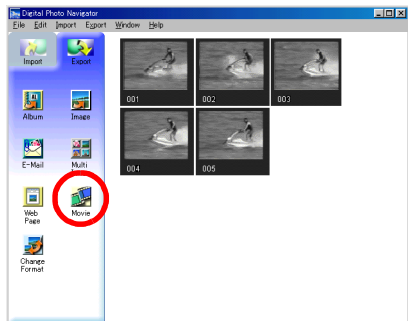 Digital Photo Navigator
File Edit Import Export Window Help
Import Export
001 002 003
Album Image
E-Mail Multi
004 005
Web Page Movie
Change Format